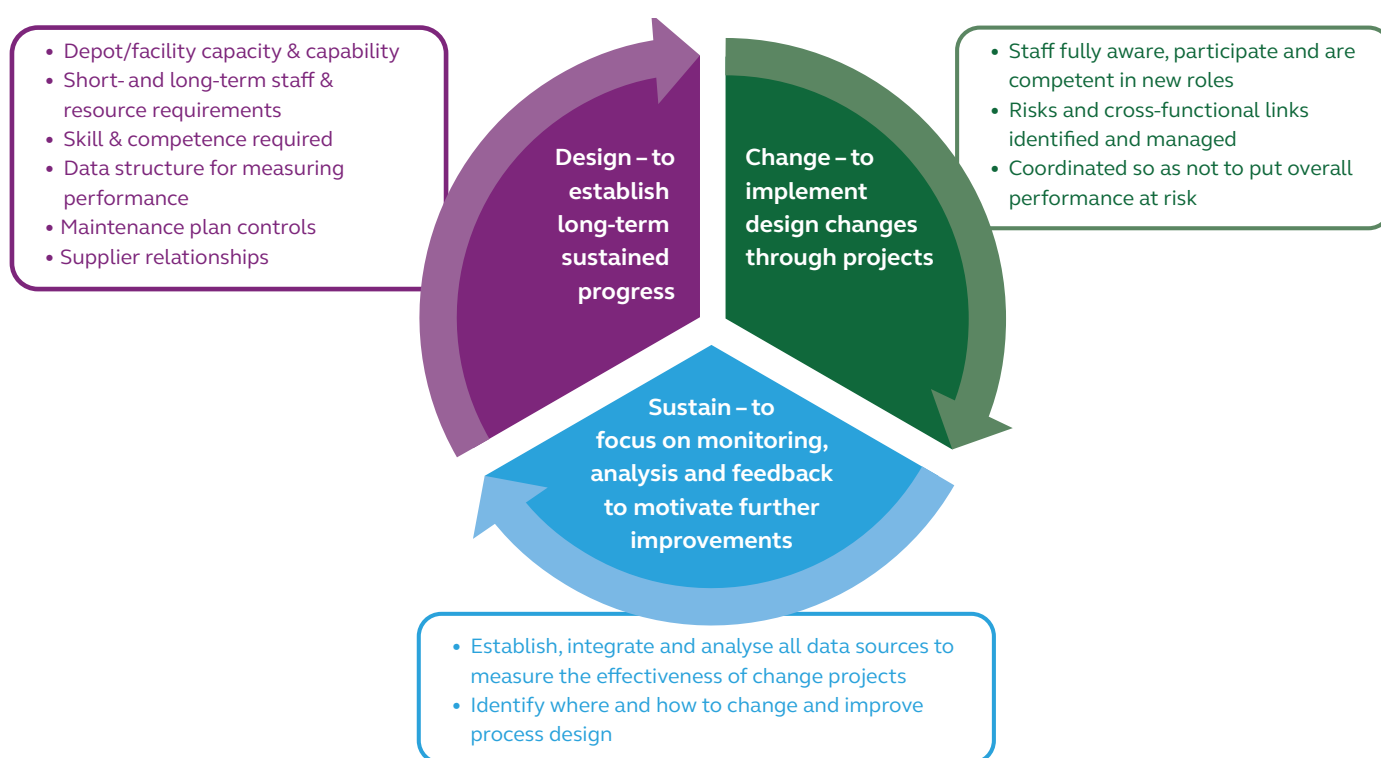 • Depot/facility capacity & capability
• Short- and long-term staff &
resource requirements
• Skill & competence required
• Data structure for measuring
performance
• Maintenance plan controls
• Supplier relationships
Design – to
establish
long-term
sustained
progress
Change – to
implement
design changes
through projects
• Staff fully aware, participate and are
competent in new roles
• Risks and cross-functional links
identified and managed
• Coordinated so as not to put overall
performance at risk
Sustain – to
focus on monitoring,
analysis and feedback
to motivate further
improvements
• Establish, integrate and analyse all data sources to
measure the effectiveness of change projects
• Identify where and how to change and improve
process design